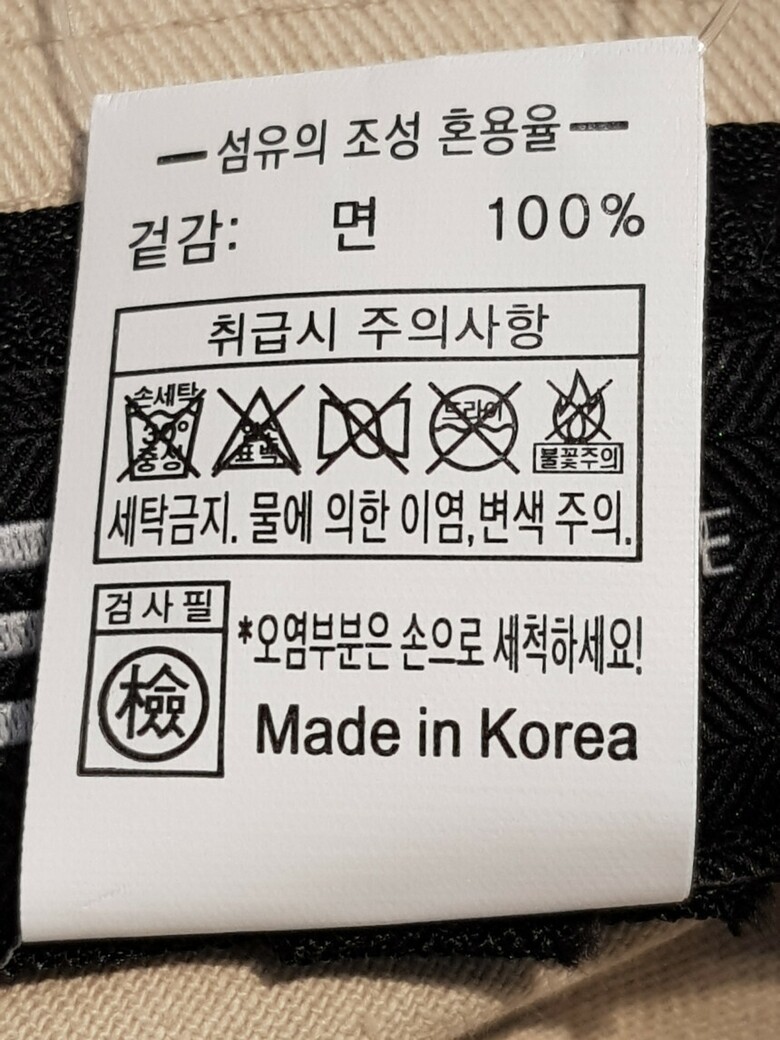 섬유의 조성 혼용율
겉감: 면 100%
취급시 주의사항
손세탁
30°
중성
표백
드라이
불꽃주의
세탁금지. 물에 의한 이염,변색 주의.
검사필
檢
*오염부분은 손으로 세척하세요!
Made in Korea
E